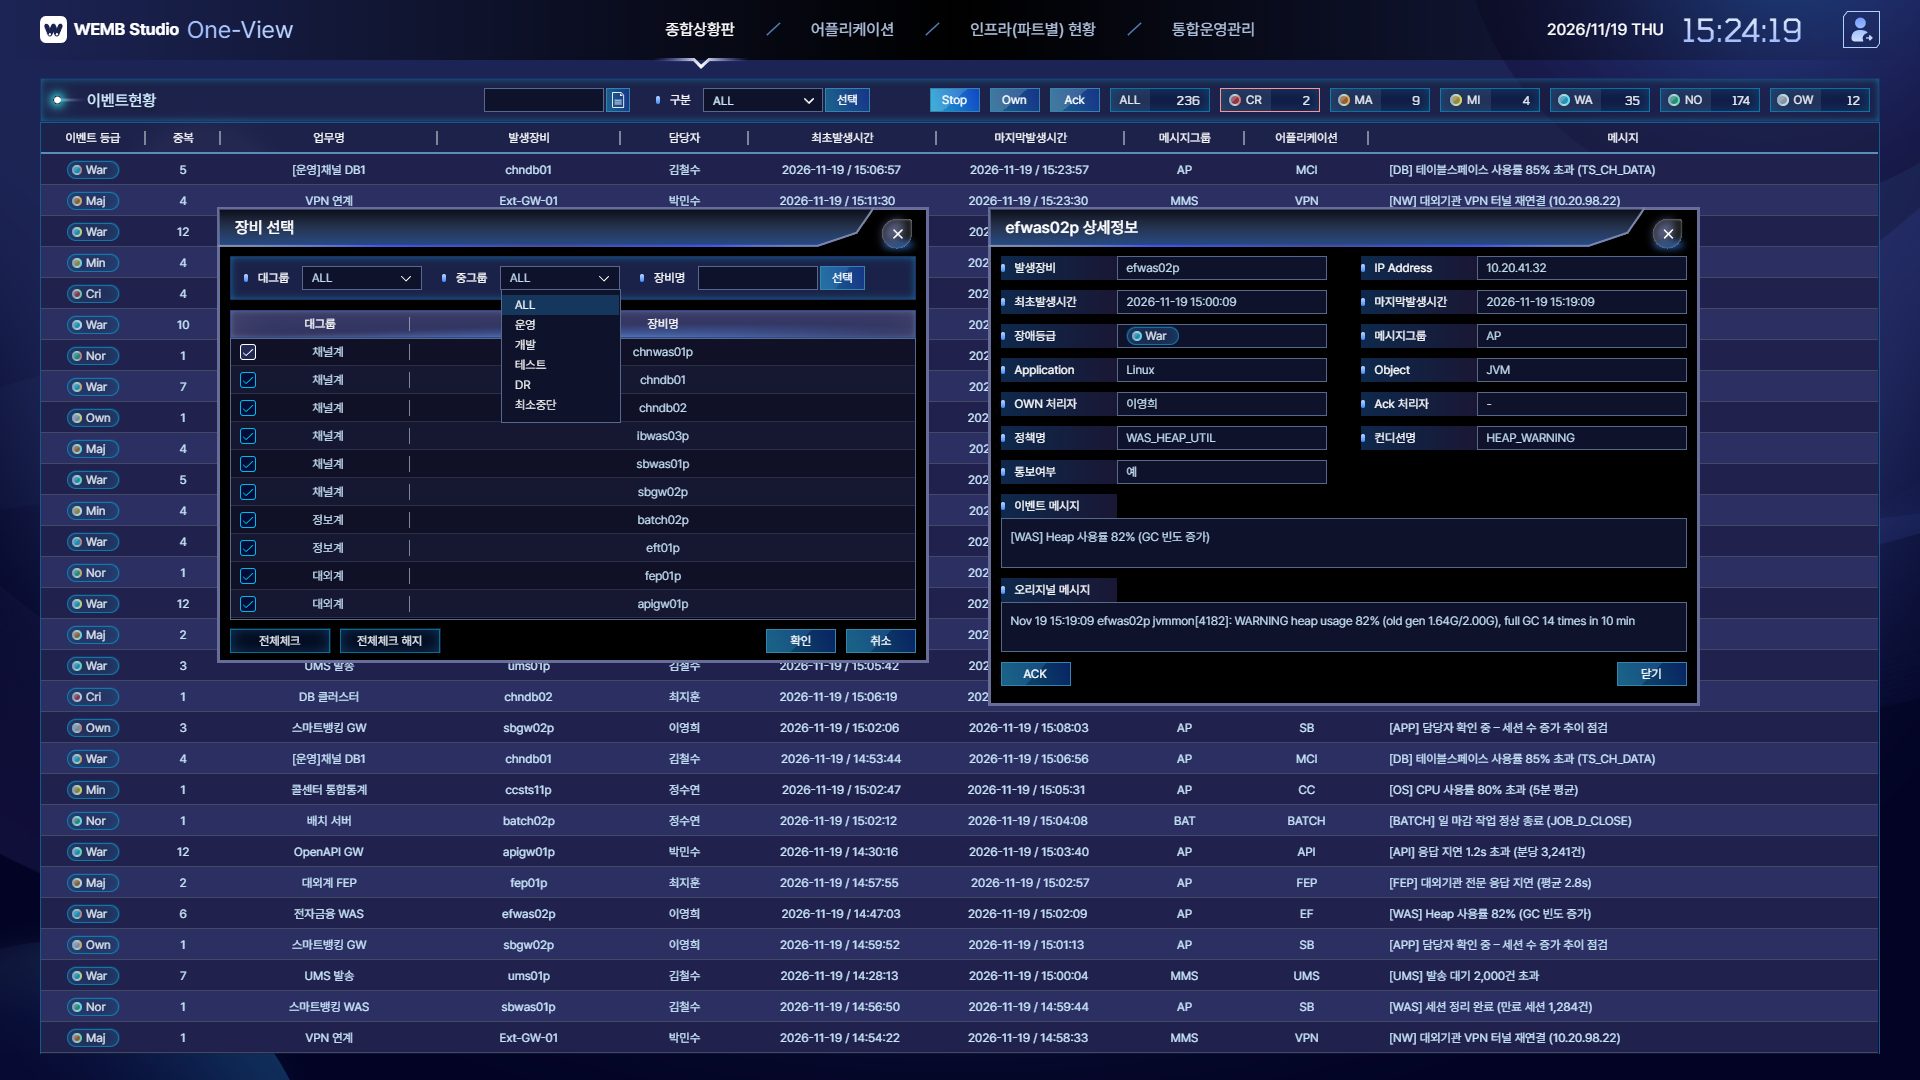 WEMB Studio One-View
종합상황판
어플리케이션
인프라(파트별) 현황
통합운영관리
2026/11/19 THU 15:24:19
이벤트현황
구분 ALL 선택
Stop Own Ack
ALL 236
CR 2
MA 9
MI 4
WA 35
NO 174
OW 12
이벤트 등급 중복 업무명 발생장비 담당자 최초발생시간 마지막발생시간 메시지그룹 어플리케이션 메시지
War 5 [운영]채널 DB1 chndb01 김철수 2026-11-19 / 15:06:57 2026-11-19 / 15:23:57 AP MCI [DB] 테이블스페이스 사용률 85% 초과 (TS_CH_DATA)
Maj 4 VPN 연계 Ext-GW-01 박민수 2026-11-19 / 15:11:30 2026-11-19 / 15:23:30 MMS VPN [NW] 대외기관 VPN 터널 재연결 (10.20.98.22)
War 12 202
Min 4 202
Cri 4 202
War 10 202
Nor 1 202
War 7 202
Own 1 202
Maj 4 202
War 5 202
Min 4 202
War 4 202
Nor 1 202
War 12 202
Maj 2 202
War 3 UMS 발송 ums01p 김철수 2026-11-19 / 15:05:42 202
Cri 1 DB 클러스터 chndb02 최지훈 2026-11-19 / 15:06:19 202
Own 3 스마트뱅킹 GW sbgw02p 이영희 2026-11-19 / 15:02:06 2026-11-19 / 15:08:03 AP SB [APP] 담당자 확인 중 – 세션 수 증가 추이 점검
War 4 [운영]채널 DB1 chndb01 김철수 2026-11-19 / 14:53:44 2026-11-19 / 15:06:56 AP MCI [DB] 테이블스페이스 사용률 85% 초과 (TS_CH_DATA)
Min 1 콜센터 통합통계 ccsts11p 정수연 2026-11-19 / 15:02:47 2026-11-19 / 15:05:31 AP CC [OS] CPU 사용률 80% 초과 (5분 평균)
Nor 1 배치 서버 batch02p 정수연 2026-11-19 / 15:02:12 2026-11-19 / 15:04:08 BAT BATCH [BATCH] 일 마감 작업 정상 종료 (JOB_D_CLOSE)
War 12 OpenAPI GW apigw01p 박민수 2026-11-19 / 14:30:16 2026-11-19 / 15:03:40 AP API [API] 응답 지연 1.2s 초과 (분당 3,241건)
Maj 2 대외계 FEP fep01p 최지훈 2026-11-19 / 14:57:55 2026-11-19 / 15:02:57 AP FEP [FEP] 대외기관 전문 응답 지연 (평균 2.8s)
War 6 전자금융 WAS efwas02p 이영희 2026-11-19 / 14:47:03 2026-11-19 / 15:02:09 AP EF [WAS] Heap 사용률 82% (GC 빈도 증가)
Own 1 스마트뱅킹 GW sbgw02p 이영희 2026-11-19 / 14:59:52 2026-11-19 / 15:01:13 AP SB [APP] 담당자 확인 중 – 세션 수 증가 추이 점검
War 7 UMS 발송 ums01p 김철수 2026-11-19 / 14:28:13 2026-11-19 / 15:00:04 MMS UMS [UMS] 발송 대기 2,000건 초과
Nor 1 스마트뱅킹 WAS sbwas01p 김철수 2026-11-19 / 14:56:50 2026-11-19 / 14:59:44 AP SB [WAS] 세션 정리 완료 (만료 세션 1,284건)
Maj 1 VPN 연계 Ext-GW-01 박민수 2026-11-19 / 14:54:22 2026-11-19 / 14:58:33 MMS VPN [NW] 대외기관 VPN 터널 재연결 (10.20.98.22)
장비 선택
대그룹 ALL 중그룹 ALL 장비명 선택
ALL
운영
개발
테스트
DR
최소중단
대그룹 장비명
채널계 chnwas01p
채널계 chndb01
채널계 chndb02
채널계 ibwas03p
채널계 sbwas01p
채널계 sbgw02p
정보계 batch02p
정보계 eft01p
대외계 fep01p
대외계 apigw01p
전체체크 전체체크 해지 확인 취소
efwas02p 상세정보
발생장비 efwas02p IP Address 10.20.41.32
최초발생시간 2026-11-19 15:00:09 마지막발생시간 2026-11-19 15:19:09
장애등급 War 메시지그룹 AP
Application Linux Object JVM
OWN 처리자 이영희 Ack 처리자 -
정책명 WAS_HEAP_UTIL 컨디션명 HEAP_WARNING
통보여부 예
이벤트 메시지
[WAS] Heap 사용률 82% (GC 빈도 증가)
오리지널 메시지
Nov 19 15:19:09 efwas02p jvmmon[4182]: WARNING heap usage 82% (old gen 1.64G/2.00G), full GC 14 times in 10 min
ACK 닫기